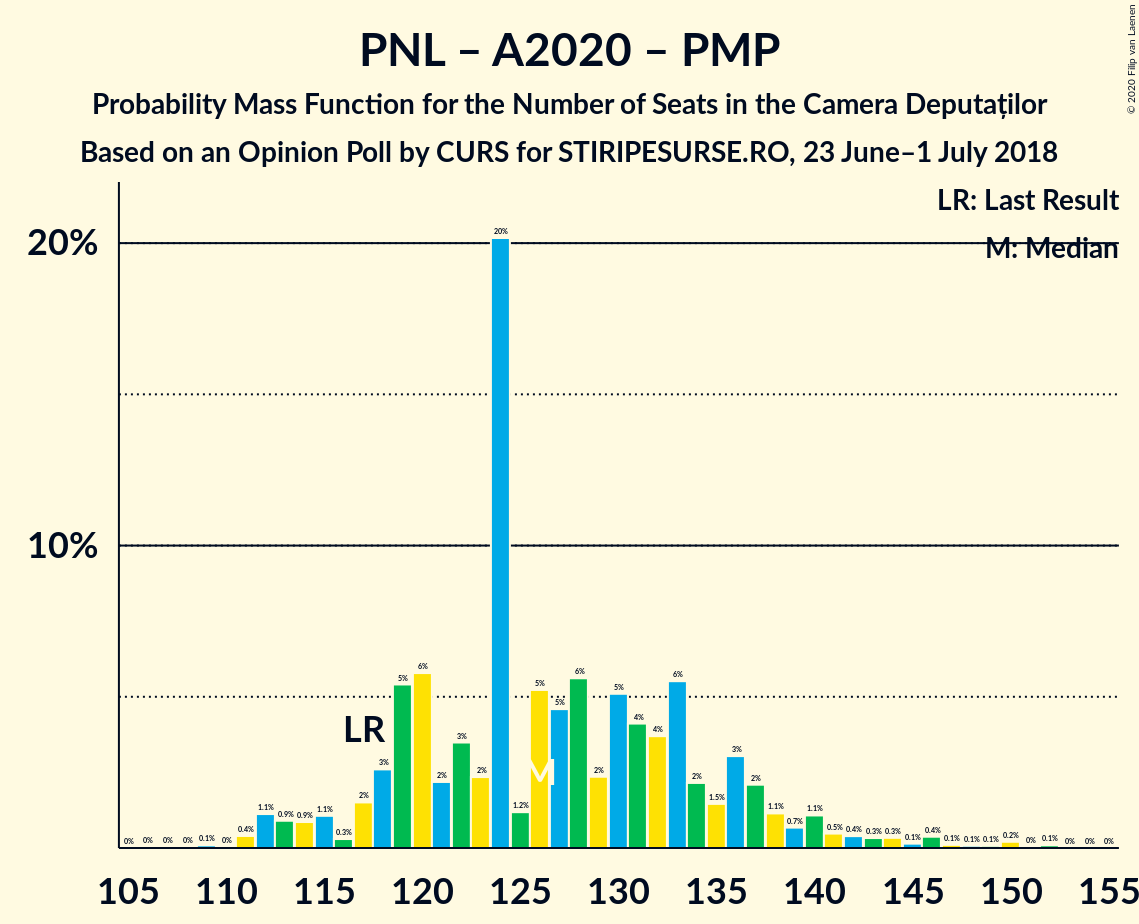 PNL – A2020 – PMP
Probability Mass Function for the Number of Seats in the Camera Deputaților
Based on an Opinion Poll by CURS for STIRIPESURSE.RO, 23 June–1 July 2018
© 2020 Filip van Laenen
LR: Last Result
M: Median
20%
10%
LR
M
0% 0% 0% 0% 0.1% 0% 0.4% 1.1% 0.9% 0.9% 1.1% 0.3% 2% 3% 5% 6% 2% 3% 2% 20% 1.2% 5% 5% 6% 2% 5% 4% 4% 6% 2% 1.5% 3% 2% 1.1% 0.7% 1.1% 0.5% 0.4% 0.3% 0.3% 0.1% 0.4% 0.1% 0.1% 0.1% 0.2% 0% 0.1% 0% 0% 0%
105 110 115 120 125 130 135 140 145 150 155